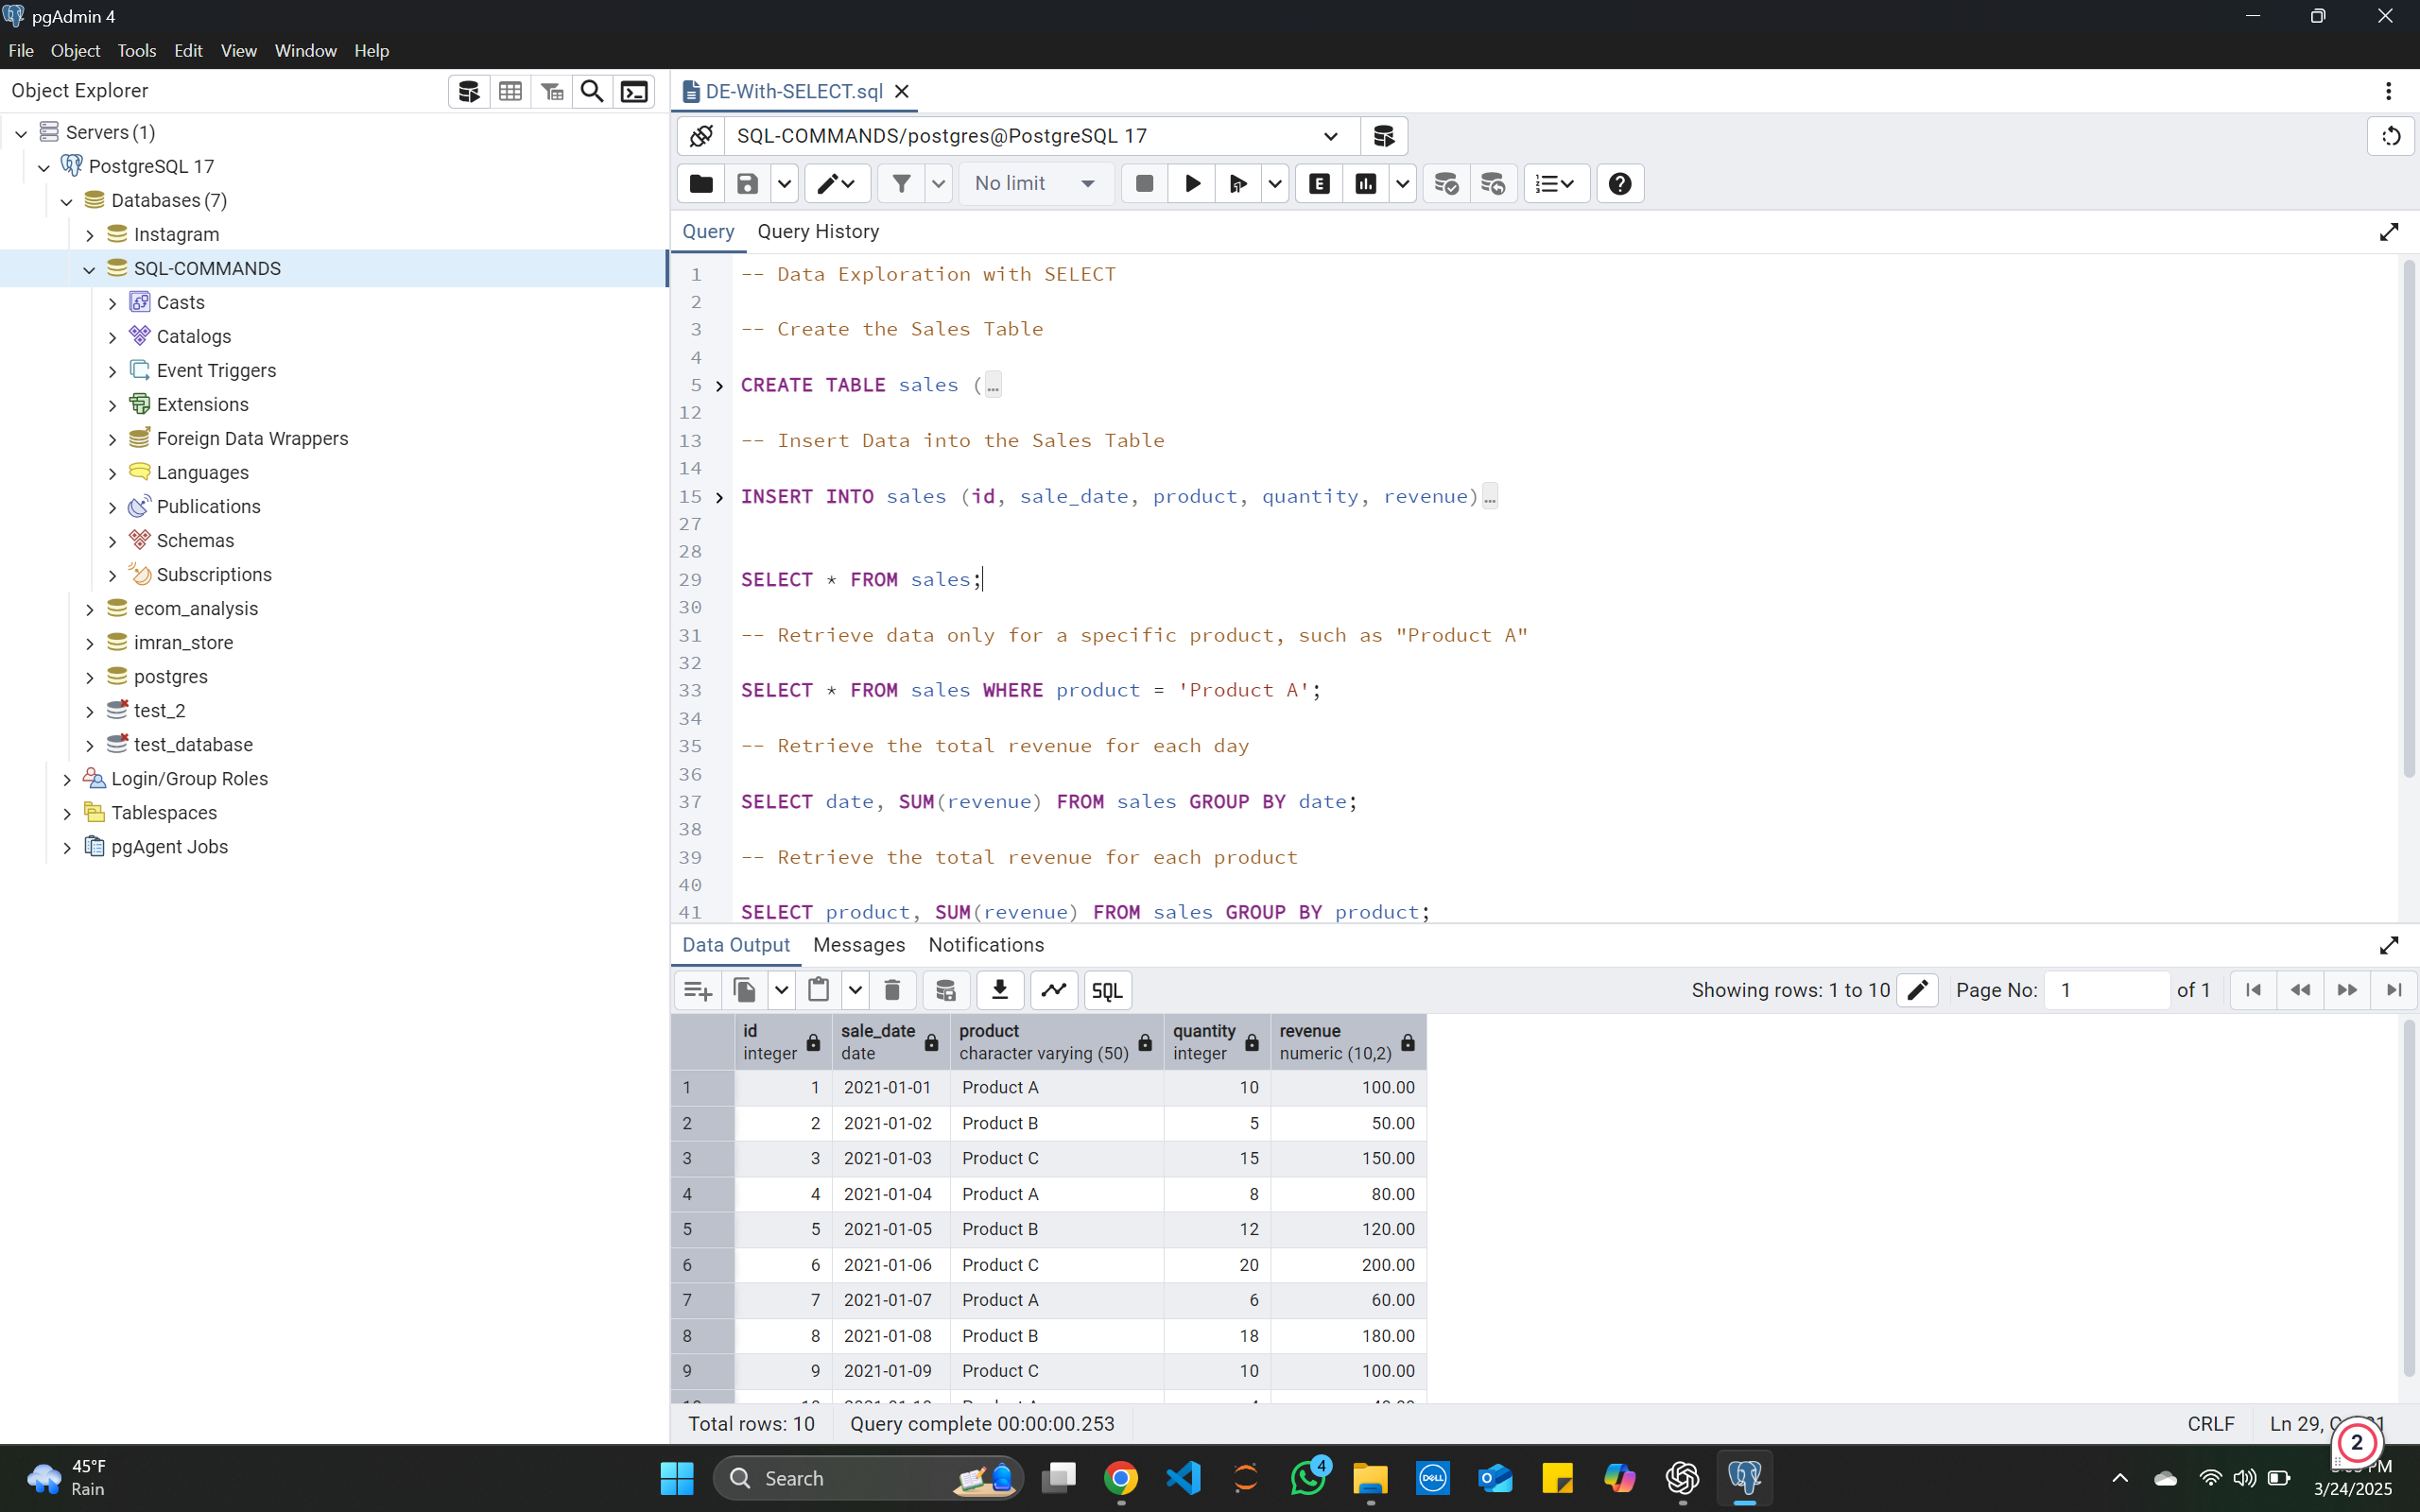 pgAdmin 4
File Object Tools Edit View Window Help
Object Explorer
Servers (1)
PostgreSQL 17
Databases (7)
Instagram
SQL-COMMANDS
Casts
Catalogs
Event Triggers
Extensions
Foreign Data Wrappers
Languages
Publications
Schemas
Subscriptions
ecom_analysis
imran_store
postgres
test_2
test_database
Login/Group Roles
Tablespaces
pgAgent Jobs
DE-With-SELECT.sql
SQL-COMMANDS/postgres@PostgreSQL 17
No limit
E
Query Query History
1 -- Data Exploration with SELECT
2
3 -- Create the Sales Table
4
5 CREATE TABLE sales (…
12
13 -- Insert Data into the Sales Table
14
15 INSERT INTO sales (id, sale_date, product, quantity, revenue)…
27
28
29 SELECT * FROM sales;
30
31 -- Retrieve data only for a specific product, such as "Product A"
32
33 SELECT * FROM sales WHERE product = 'Product A';
34
35 -- Retrieve the total revenue for each day
36
37 SELECT date, SUM(revenue) FROM sales GROUP BY date;
38
39 -- Retrieve the total revenue for each product
40
41 SELECT product, SUM(revenue) FROM sales GROUP BY product;
Data Output Messages Notifications
SQL Showing rows: 1 to 10 Page No: 1 of 1
id sale_date product quantity revenue
integer date character varying (50) integer numeric (10,2)
1 1 2021-01-01 Product A 10 100.00
2 2 2021-01-02 Product B 5 50.00
3 3 2021-01-03 Product C 15 150.00
4 4 2021-01-04 Product A 8 80.00
5 5 2021-01-05 Product B 12 120.00
6 6 2021-01-06 Product C 20 200.00
7 7 2021-01-07 Product A 6 60.00
8 8 2021-01-08 Product B 18 180.00
9 9 2021-01-09 Product C 10 100.00
Total rows: 10 Query complete 00:00:00.253 CRLF Ln 29,
2
45°F
Rain
Search
4
DELL
PM
3/24/2025